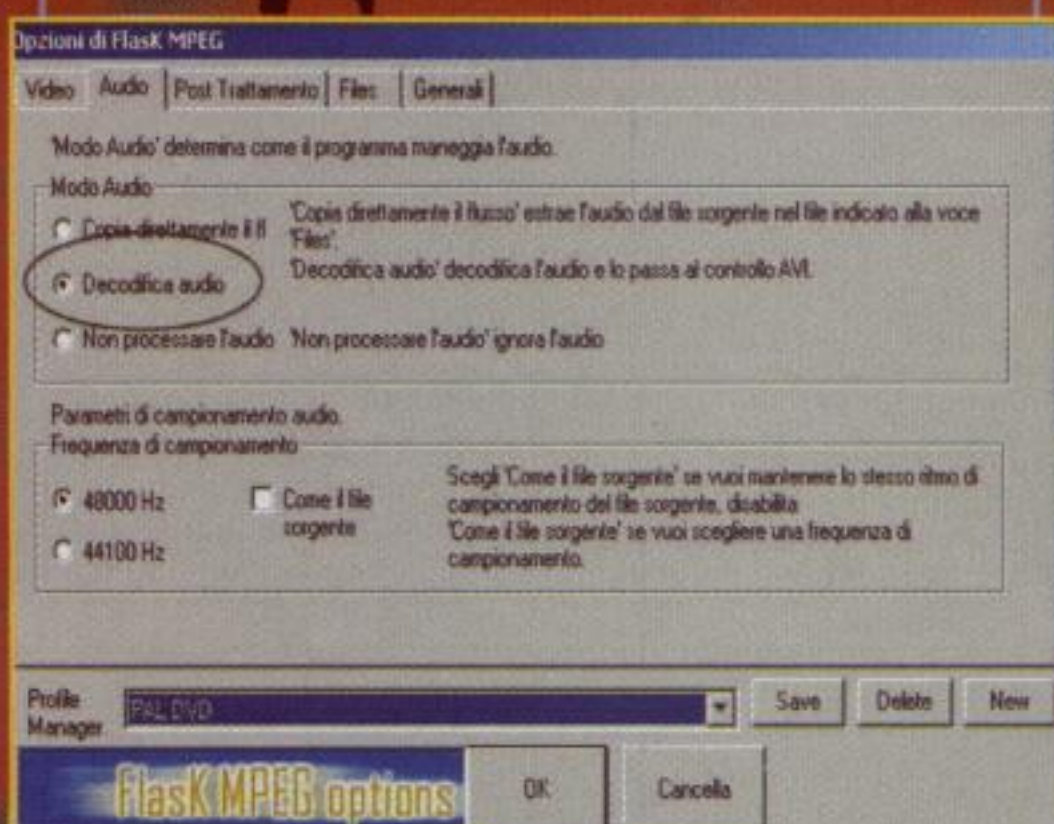 Opzioni di FlasK MPEG
Video Audio Post Trattamento Files Generali
'Modo Audio' determina come il programma maneggia l'audio.
Modo Audio
Copia direttamente il fl
'Copia direttamente il flusso' estrae l'audio dal file sorgente nel file indicato alla voce
'Files'.
Decodifica audio
'Decodifica audio' decodifica l'audio e lo passa al controllo AVI.
Non processare l'audio
'Non processare l'audio' ignora l'audio
Parametri di campionamento audio.
Frequenza di campionamento
48000 Hz
44100 Hz
Come il file
sorgente
Scegli 'Come il file sorgente' se vuoi mantenere lo stesso ritmo di
campionamento del file sorgente, disabilita
'Come il file sorgente' se vuoi scegliere una frequenza di
campionamento.
Profile
Manager
PAL DVD
Save Delete New
FlasK MPEG options
OK
Cancella